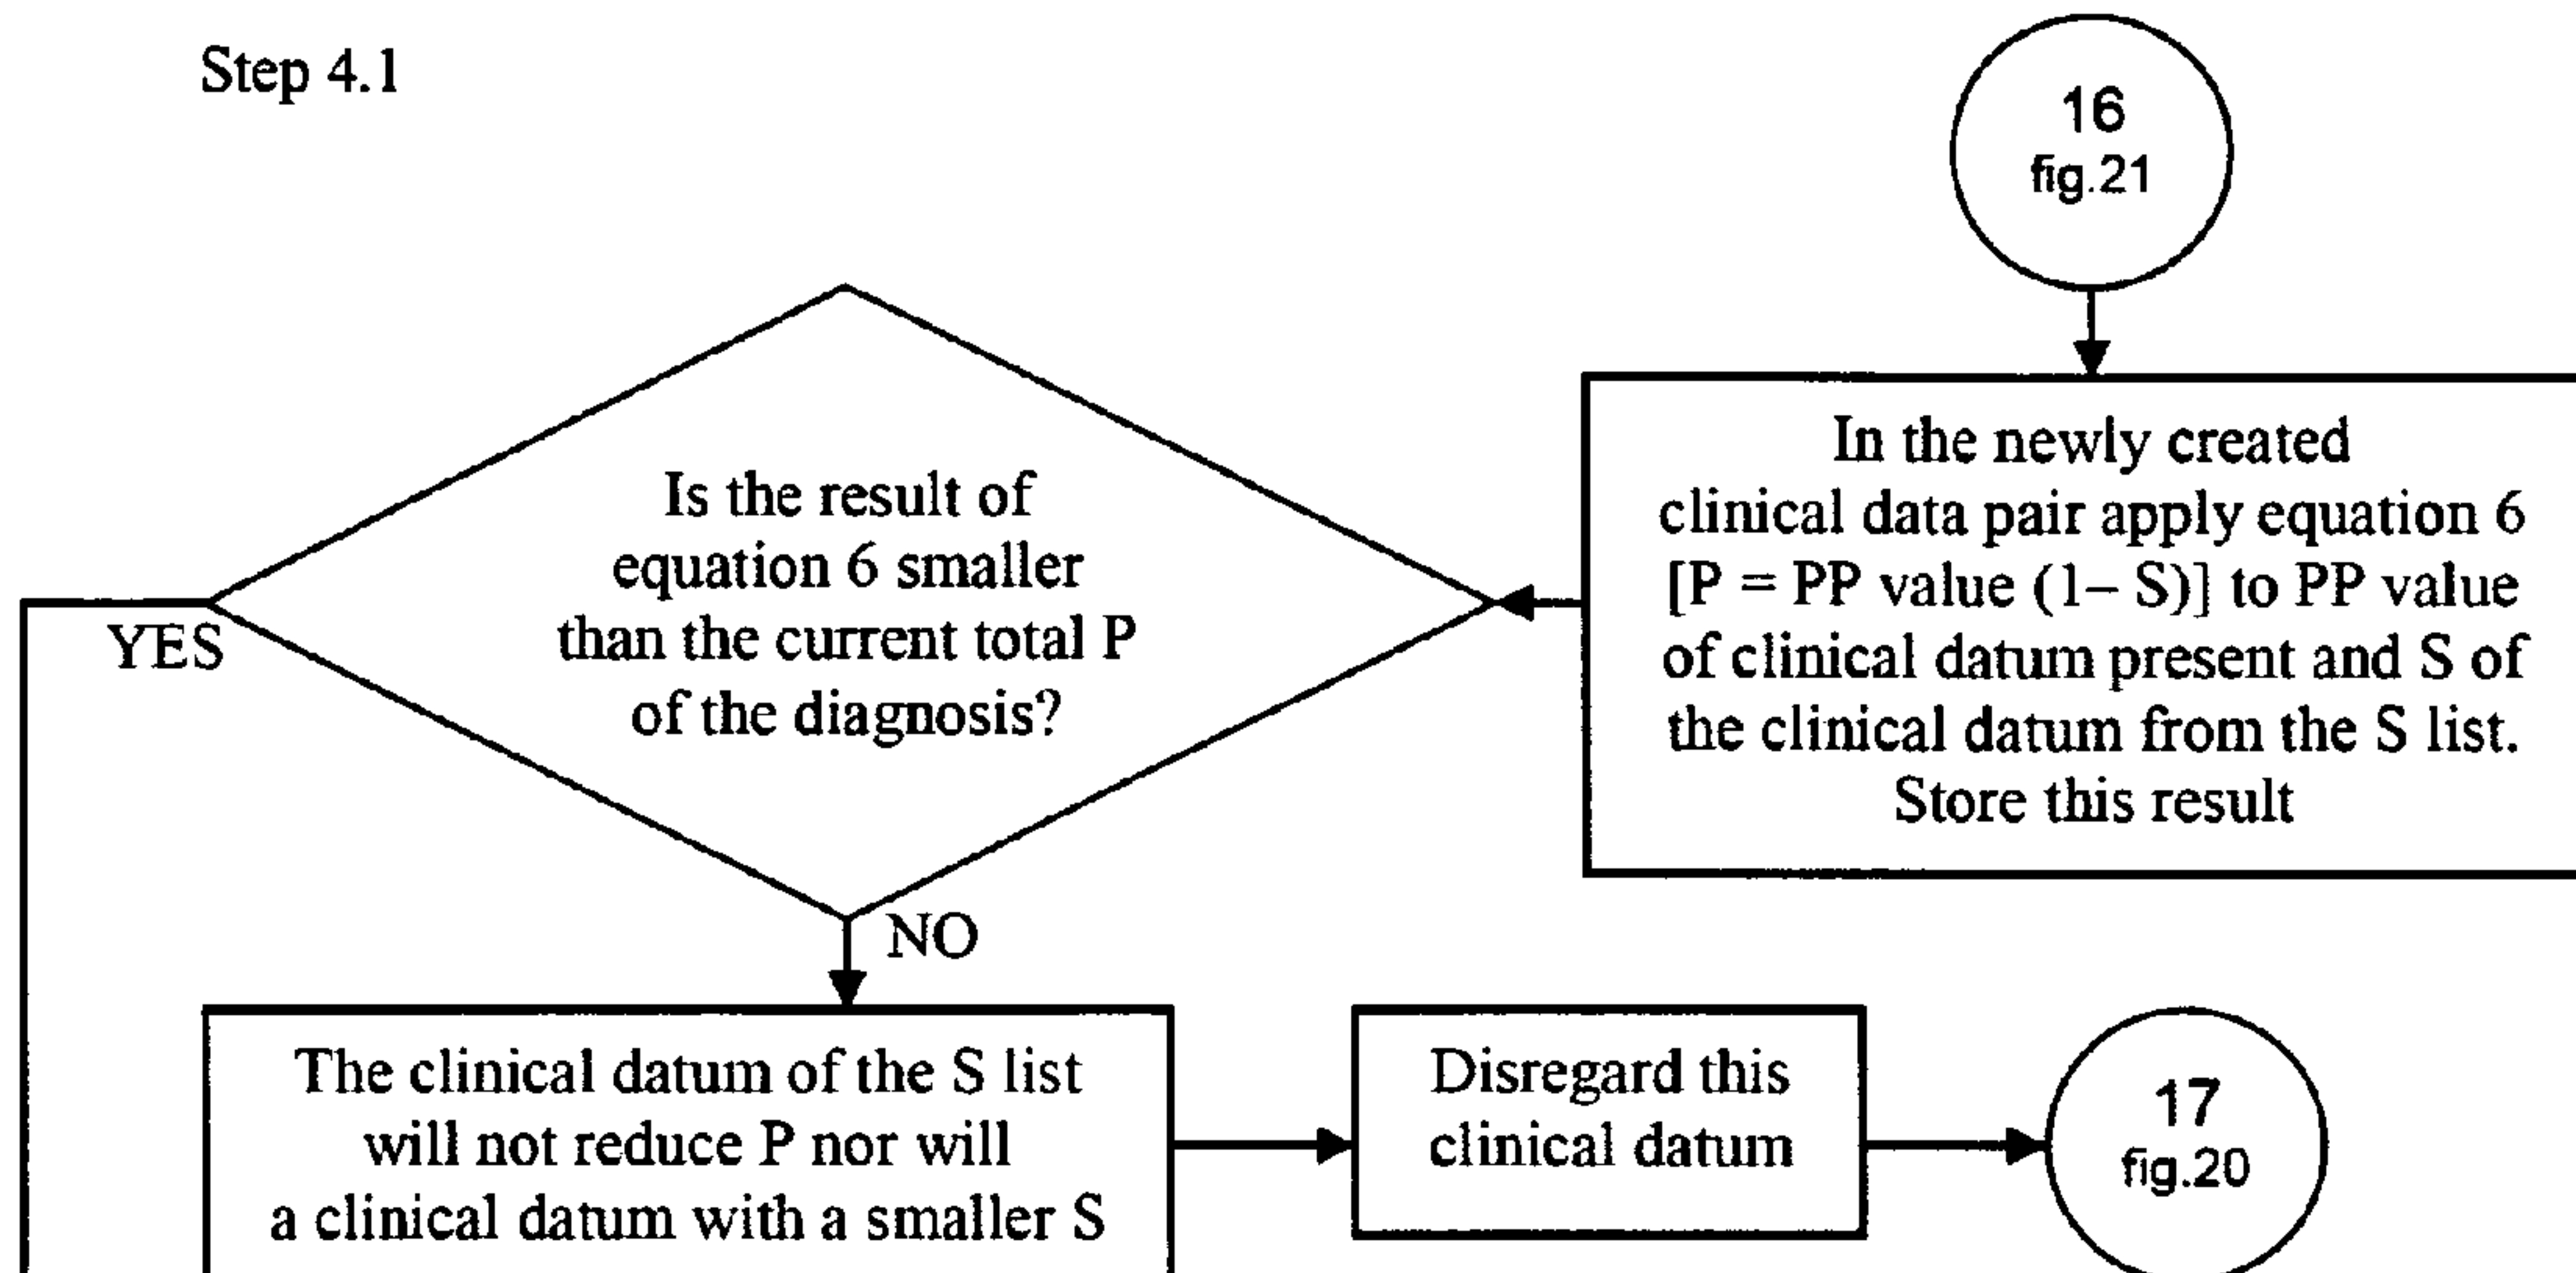 Step 4.1
16
fig.21
In the newly created
clinical data pair apply equation 6
[P = PP value (1– S)] to PP value
of clinical datum present and S of
the clinical datum from the S list.
Store this result
Is the result of
equation 6 smaller
than the current total P
of the diagnosis?
YES
NO
The clinical datum of the S list
will not reduce P nor will
a clinical datum with a smaller S
Disregard this
clinical datum
17
fig.20